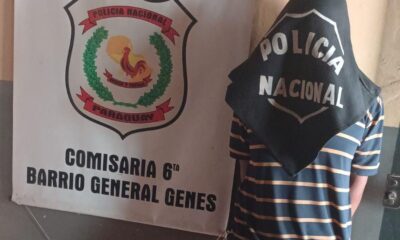 POLICIA NACIONAL
PARAGUAY
COMISARIA 6ᵗᵃ
BARRIO GENERAL GENES
POLICIA
NACIONAL